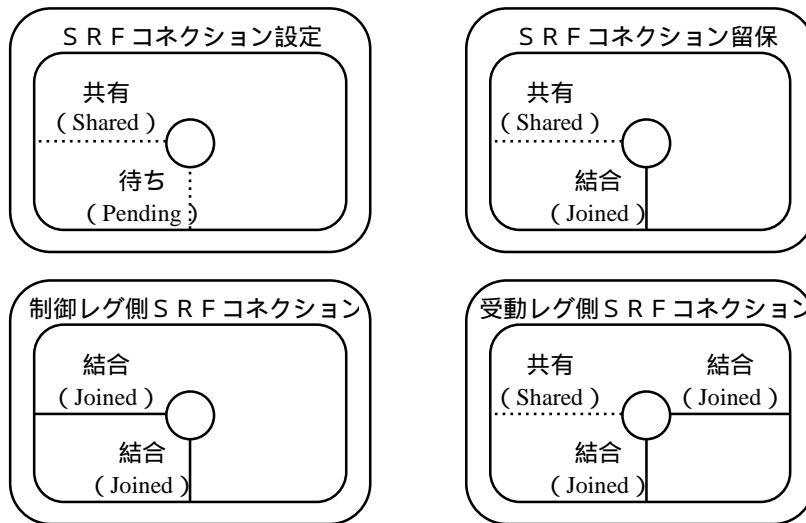 ＳＲＦコネクション設定
共有
（Shared）
待ち
（Pending）
ＳＲＦコネクション留保
共有
（Shared）
結合
（Joined）
制御レグ側ＳＲＦコネクション
結合
（Joined）
結合
（Joined）
受動レグ側ＳＲＦコネクション
共有
（Shared）
結合
（Joined）
結合
（Joined）